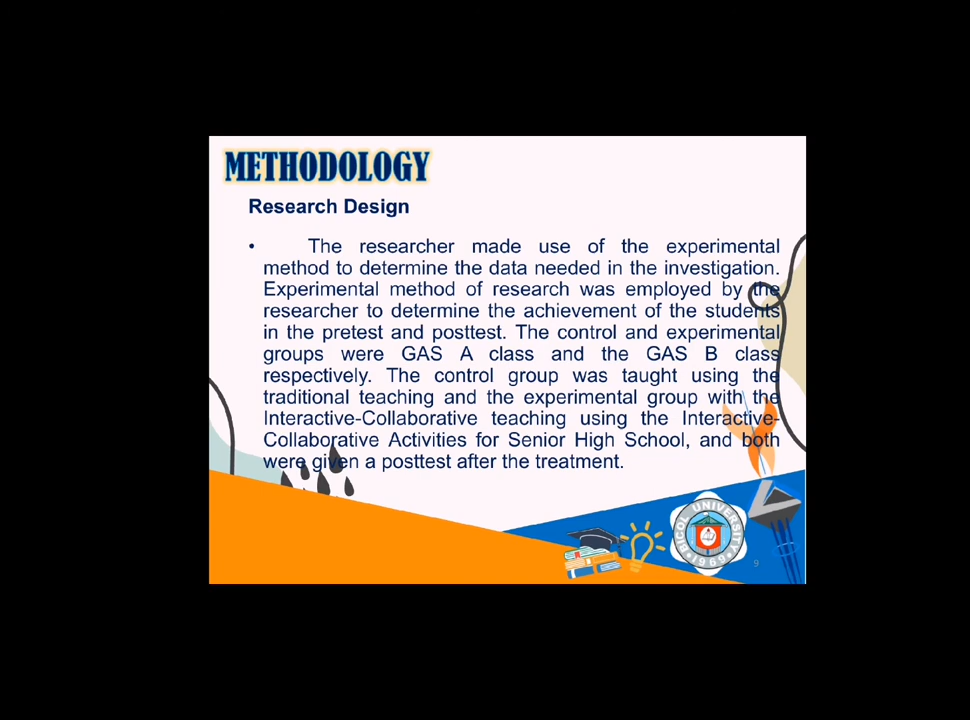 METHODOLOGY
Research Design
• The researcher made use of the experimental
method to determine the data needed in the investigation.
Experimental method of research was employed by the
researcher to determine the achievement of the students
in the pretest and posttest. The control and experimental
groups were GAS A class and the GAS B class
respectively. The control group was taught using the
traditional teaching and the experimental group with the
Interactive-Collaborative teaching using the Interactive-
Collaborative Activities for Senior High School, and both
were given a posttest after the treatment.
BICOL UNIVERSITY
1969
9